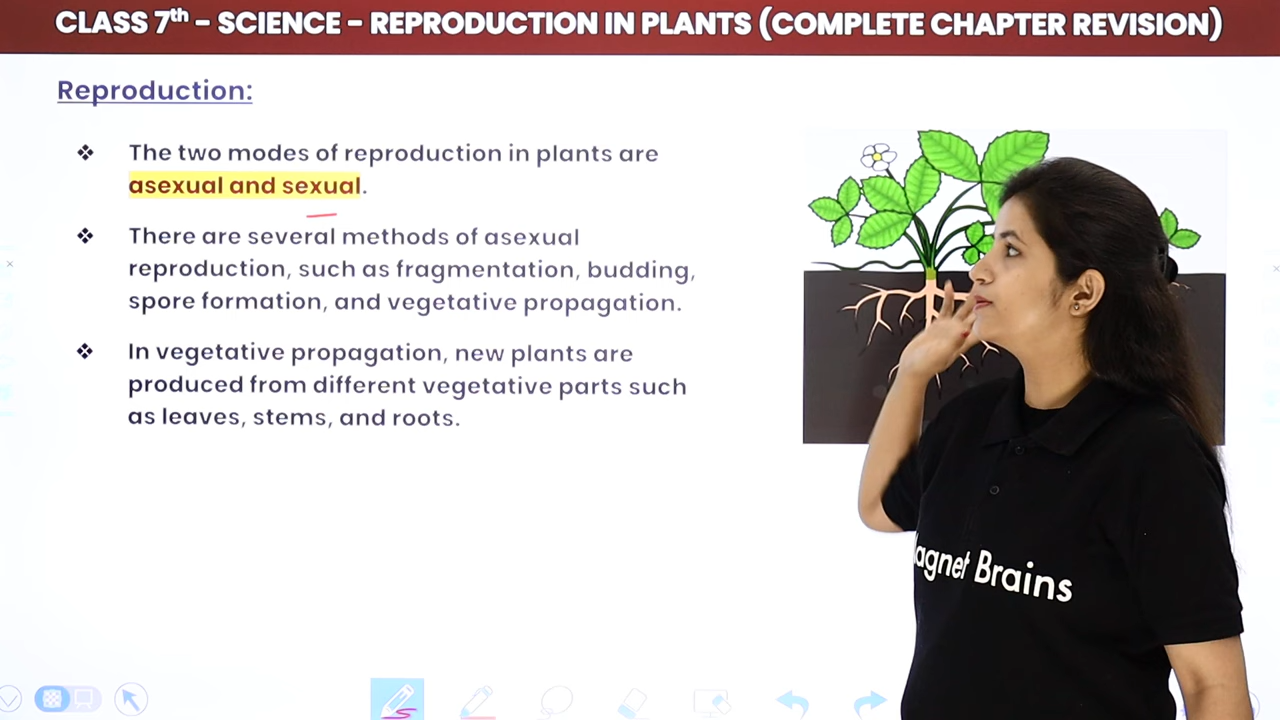 CLASS 7th – SCIENCE – REPRODUCTION IN PLANTS (COMPLETE CHAPTER REVISION)
Reproduction:
❖ The two modes of reproduction in plants are
asexual and sexual.
❖ There are several methods of asexual
reproduction, such as fragmentation, budding,
spore formation, and vegetative propagation.
❖ In vegetative propagation, new plants are
produced from different vegetative parts such
as leaves, stems, and roots.
agnet Brains